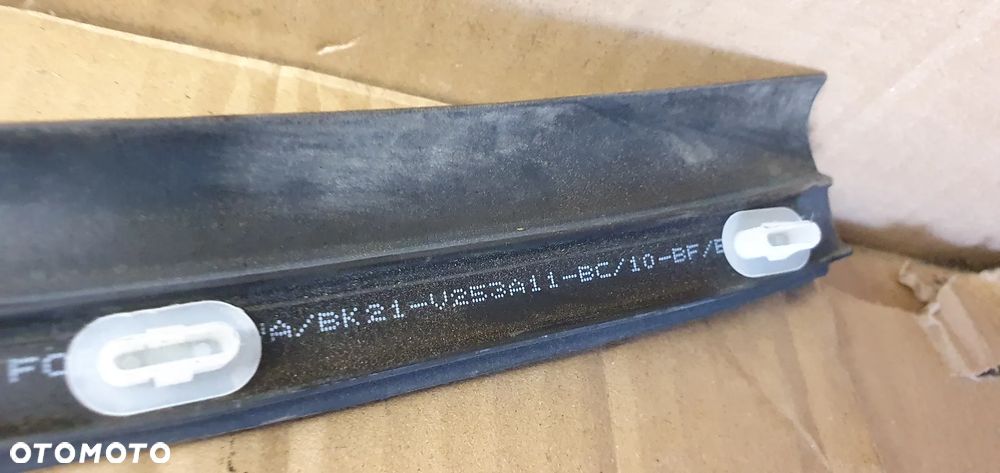 FO A/BK21-V253A11-BC/10-BF/E
OTOMOTO